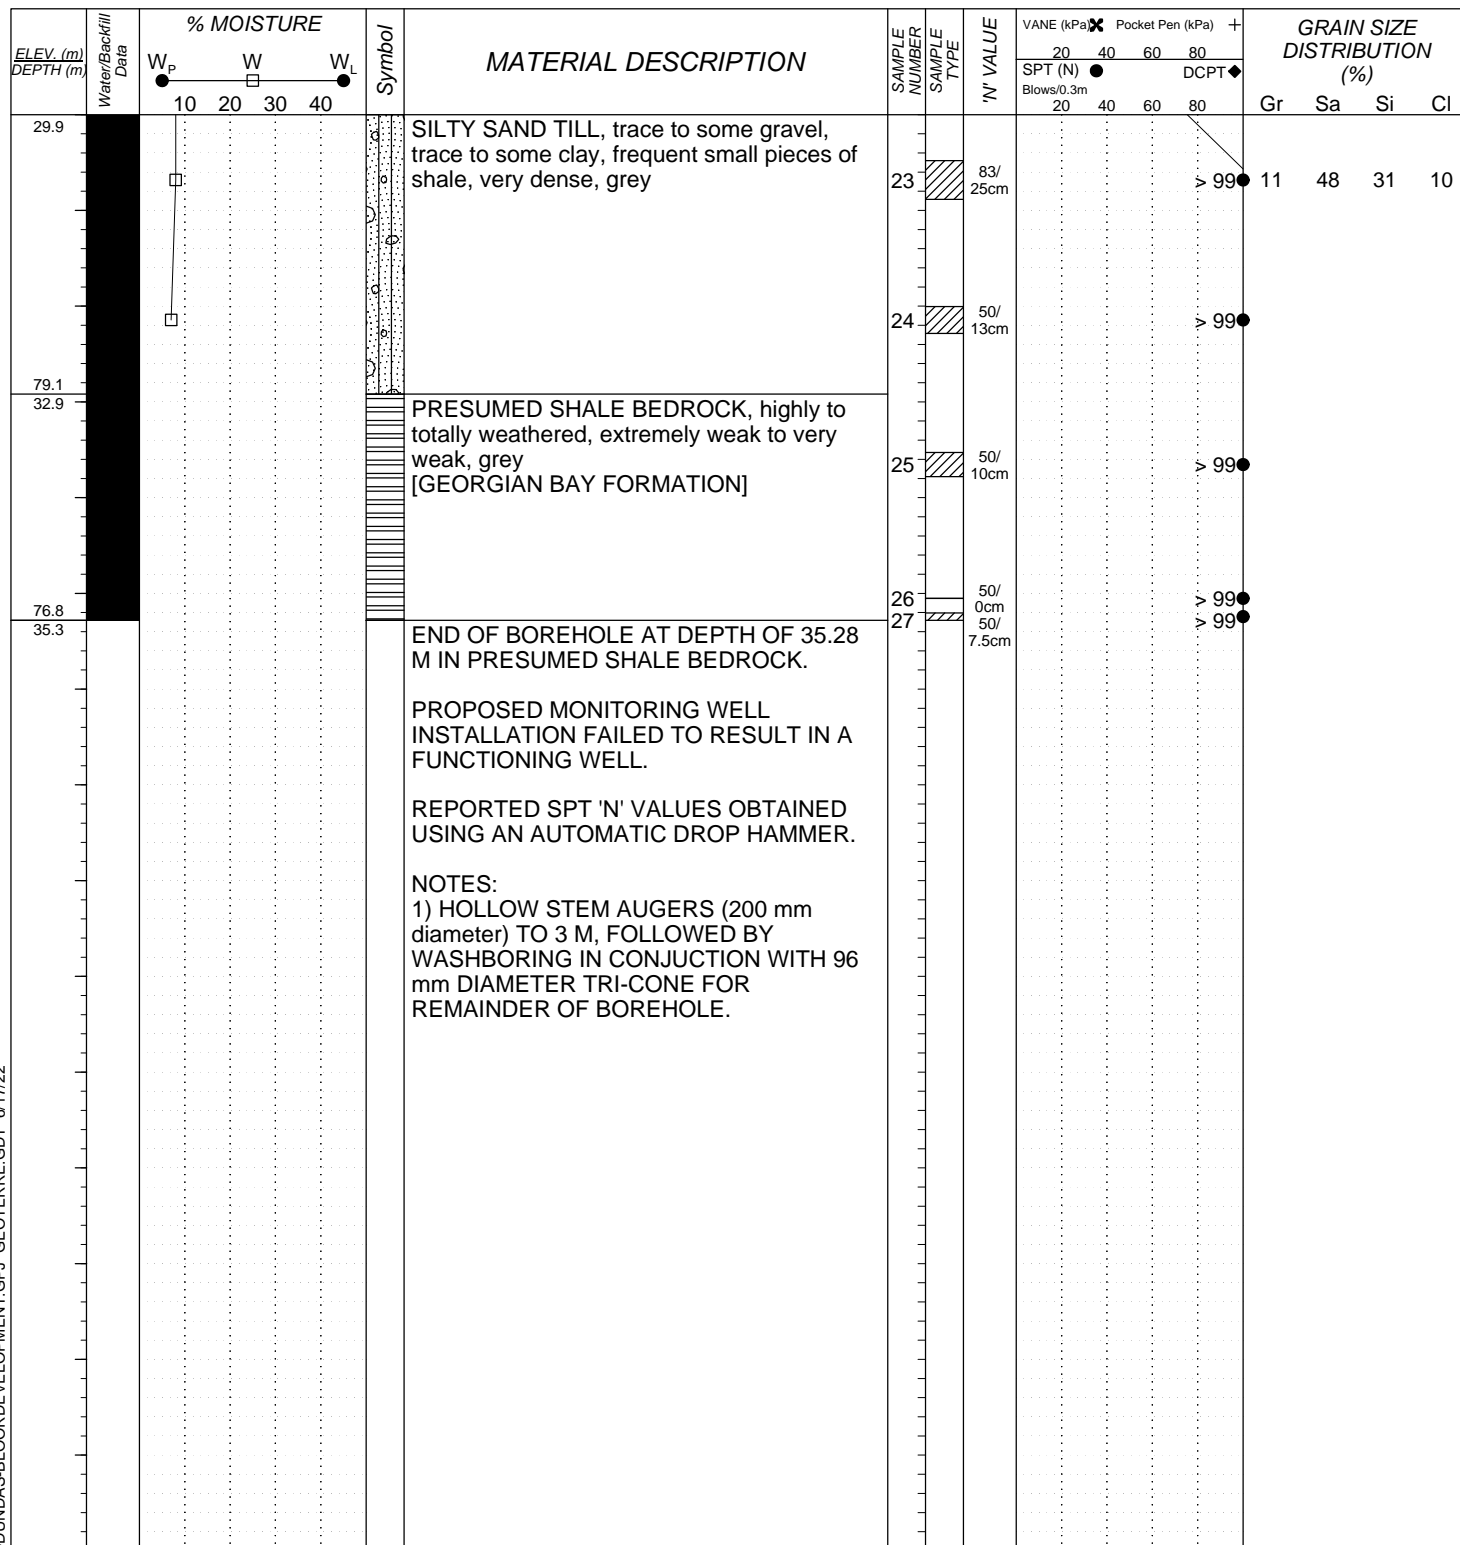 ELEV. (m)
DEPTH (m)
Water/Backfill
Data
% MOISTURE
WP W WL
10 20 30 40
Symbol
MATERIAL DESCRIPTION
SAMPLE
NUMBER
SAMPLE
TYPE
'N' VALUE
VANE (kPa) Pocket Pen (kPa) +
20 40 60 80
SPT (N) DCPT
Blows/0.3m
20 40 60 80
GRAIN SIZE
DISTRIBUTION
(%)
Gr Sa Si Cl
29.9
SILTY SAND TILL, trace to some gravel,
trace to some clay, frequent small pieces of
shale, very dense, grey
23
83/
25cm
> 99
11 48 31 10
24
50/
13cm
> 99
79.1
32.9
PRESUMED SHALE BEDROCK, highly to
totally weathered, extremely weak to very
weak, grey
[GEORGIAN BAY FORMATION]
25
50/
10cm
> 99
26
50/
0cm
> 99
76.8
35.3
27
50/
7.5cm
> 99
END OF BOREHOLE AT DEPTH OF 35.28
M IN PRESUMED SHALE BEDROCK.
PROPOSED MONITORING WELL
INSTALLATION FAILED TO RESULT IN A
FUNCTIONING WELL.
REPORTED SPT 'N' VALUES OBTAINED
USING AN AUTOMATIC DROP HAMMER.
NOTES:
1) HOLLOW STEM AUGERS (200 mm
diameter) TO 3 M, FOLLOWED BY
WASHBORING IN CONJUCTION WITH 96
mm DIAMETER TRI-CONE FOR
REMAINDER OF BOREHOLE.